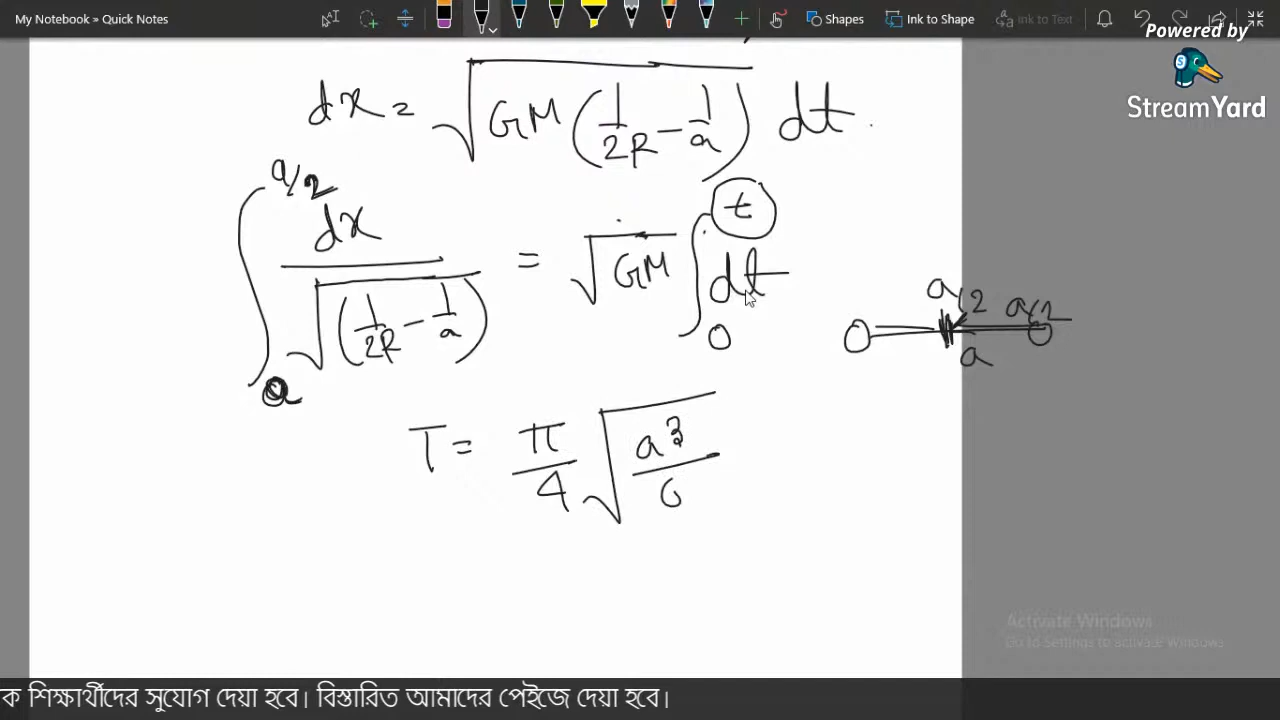 My Notebook » Quick Notes
Shapes
Ink to Shape
Ink to Text
Powered by
StreamYard
dx = √(GM (1/2R - 1/a)) dt.
∫ₐ^(a/2) dx / √((1/2R - 1/a)) = √GM ∫₀^t dt
a/2 a/2
a
T = π/4 √(a³/G
Activate Windows
Go to Settings to activate Windows.
ক শিক্ষার্থীদের সুযোগ দেয়া হবে। বিস্তারিত আমাদের পেইজে দেয়া হবে।